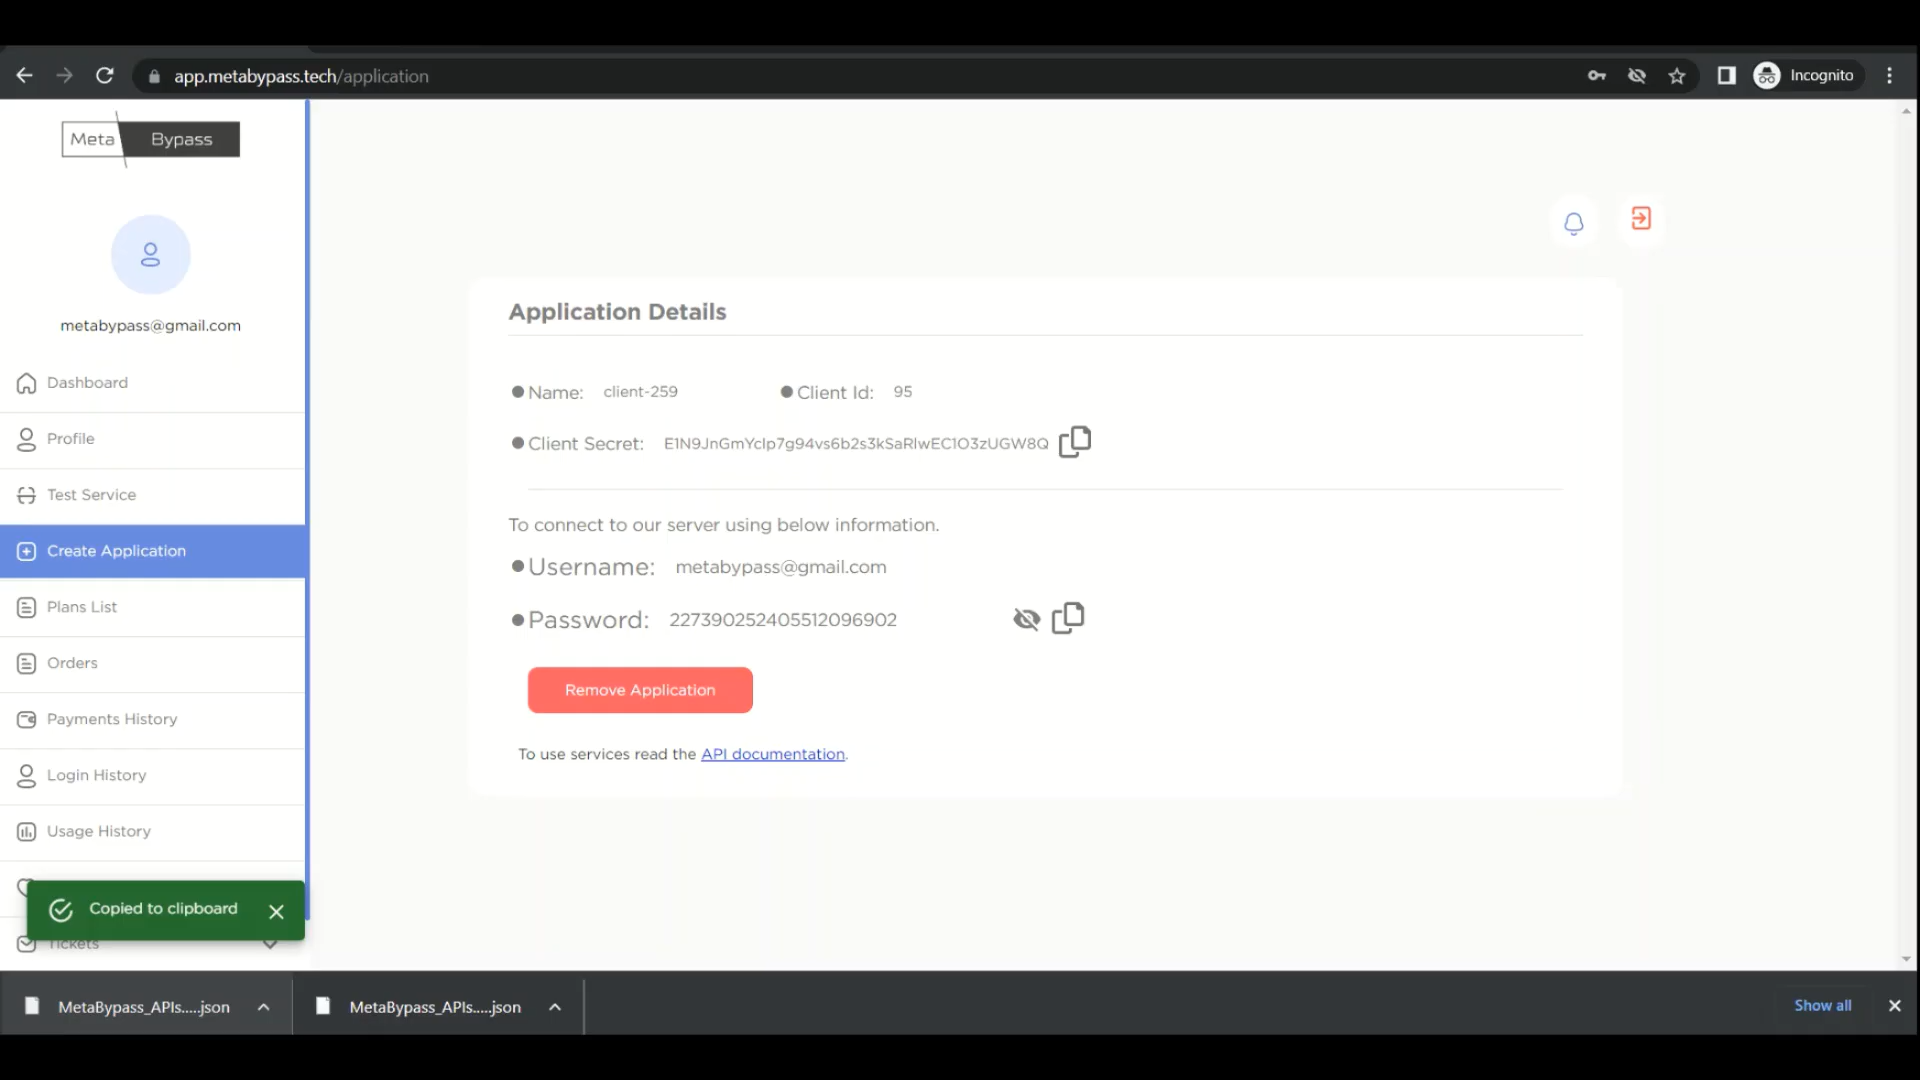 app.metabypass.tech/application
Incognito
Meta Bypass
metabypass@gmail.com
Dashboard
Profile
Test Service
Create Application
Plans List
Orders
Payments History
Login History
Usage History
Copied to clipboard
Tickets
Application Details
Name: client-259
Client Id: 95
Client Secret: E1N9JnGmYcIp7g94vs6b2s3kSaRlwEC1O3zUGW8Q
To connect to our server using below information.
Username: metabypass@gmail.com
Password: 227390252405512096902
Remove Application
To use services read the API documentation.
MetaBypass_APIs.....json
MetaBypass_APIs.....json
Show all